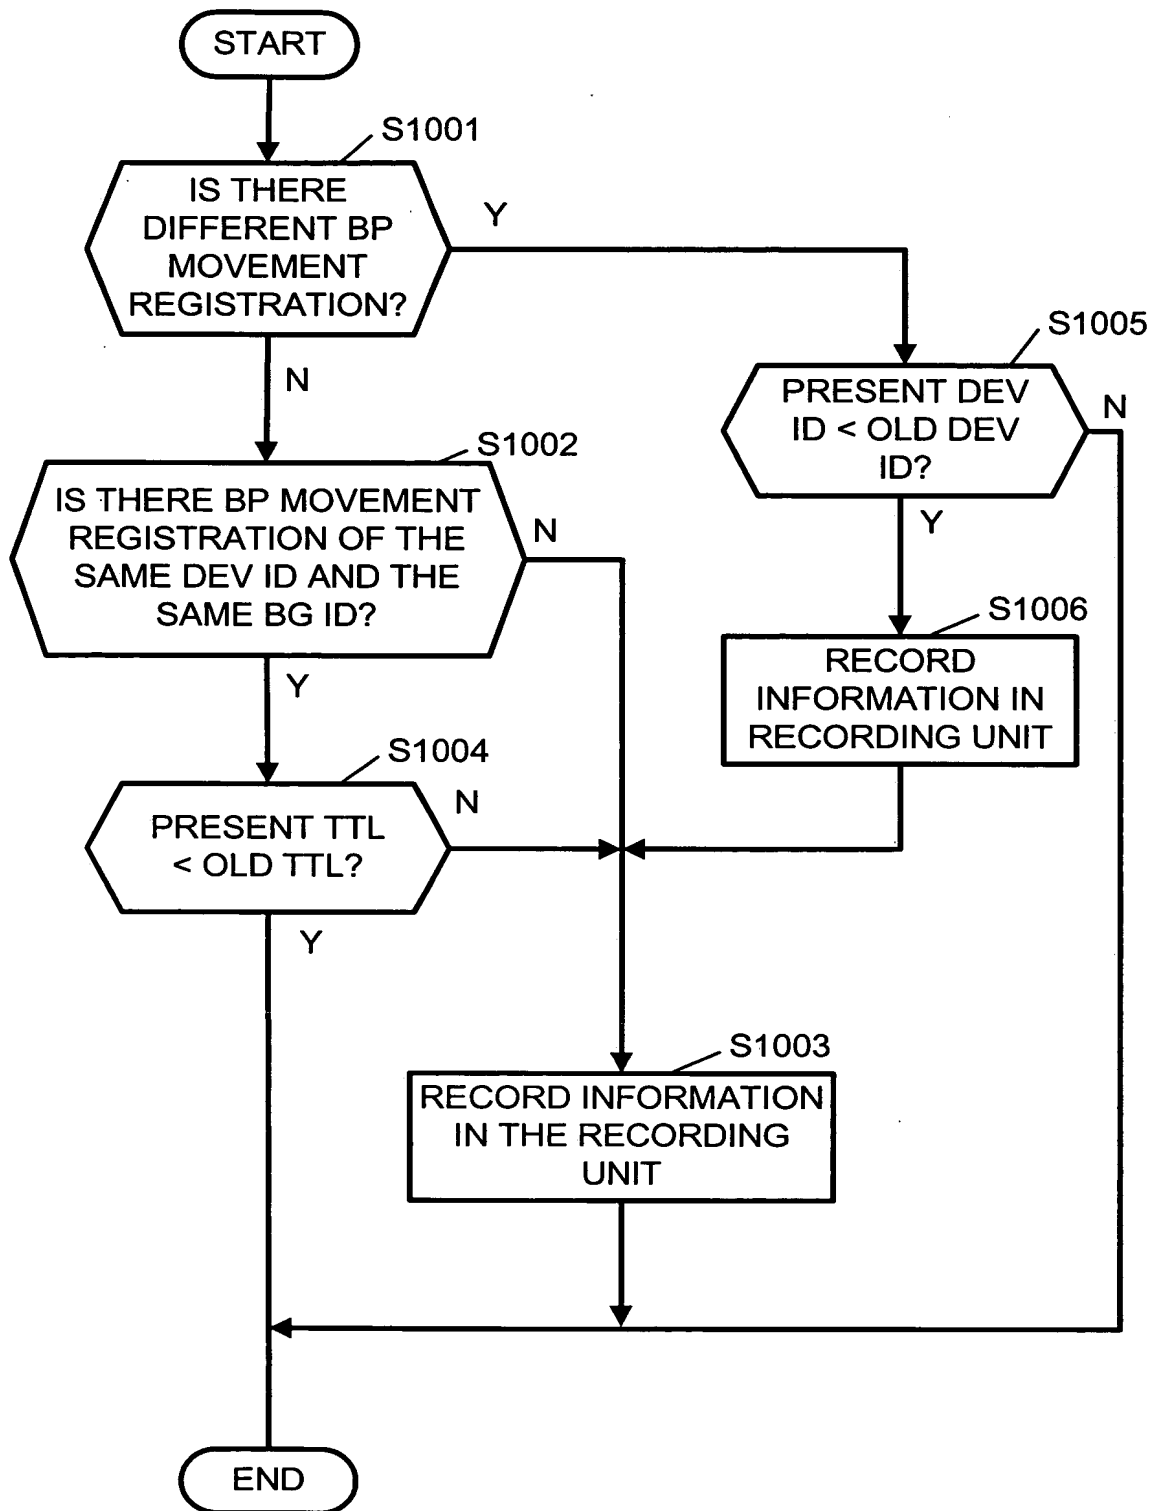 START
S1001
IS THERE
DIFFERENT BP
MOVEMENT
REGISTRATION?
Y
N
S1005
PRESENT DEV
ID < OLD DEV
ID?
N
Y
S1002
IS THERE BP MOVEMENT
REGISTRATION OF THE
SAME DEV ID AND THE
SAME BG ID?
N
Y
S1006
RECORD
INFORMATION IN
RECORDING UNIT
S1004
PRESENT TTL
< OLD TTL?
N
Y
S1003
RECORD INFORMATION
IN THE RECORDING
UNIT
END